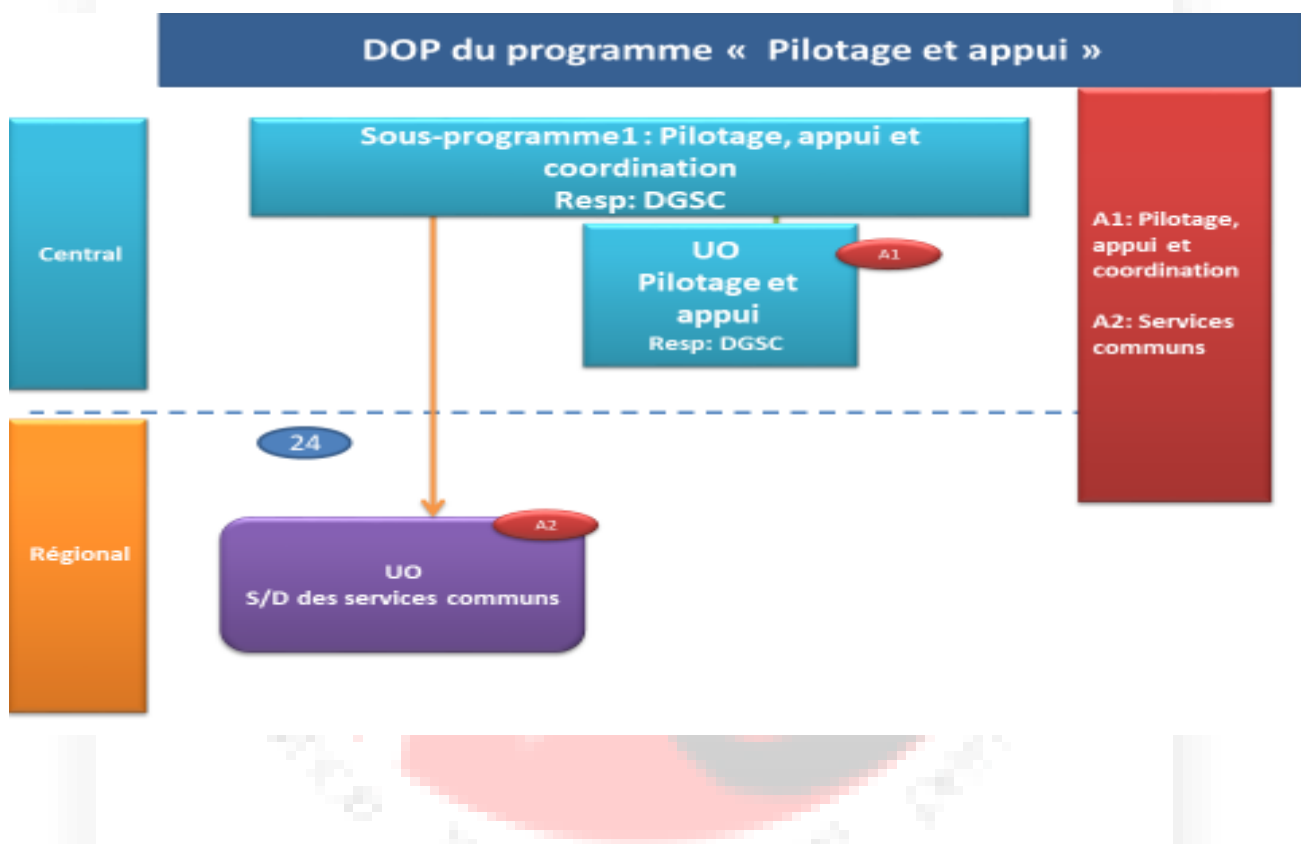 DOP du programme « Pilotage et appui »
Sous-programme1: Pilotage, appui et
coordination
Resp: DGSC
Central
UO
Pilotage et
appui
Resp: DGSC
A1
A1: Pilotage,
appui et
coordination
A2: Services
communs
24
Régional
A2
UO
S/D des services communs